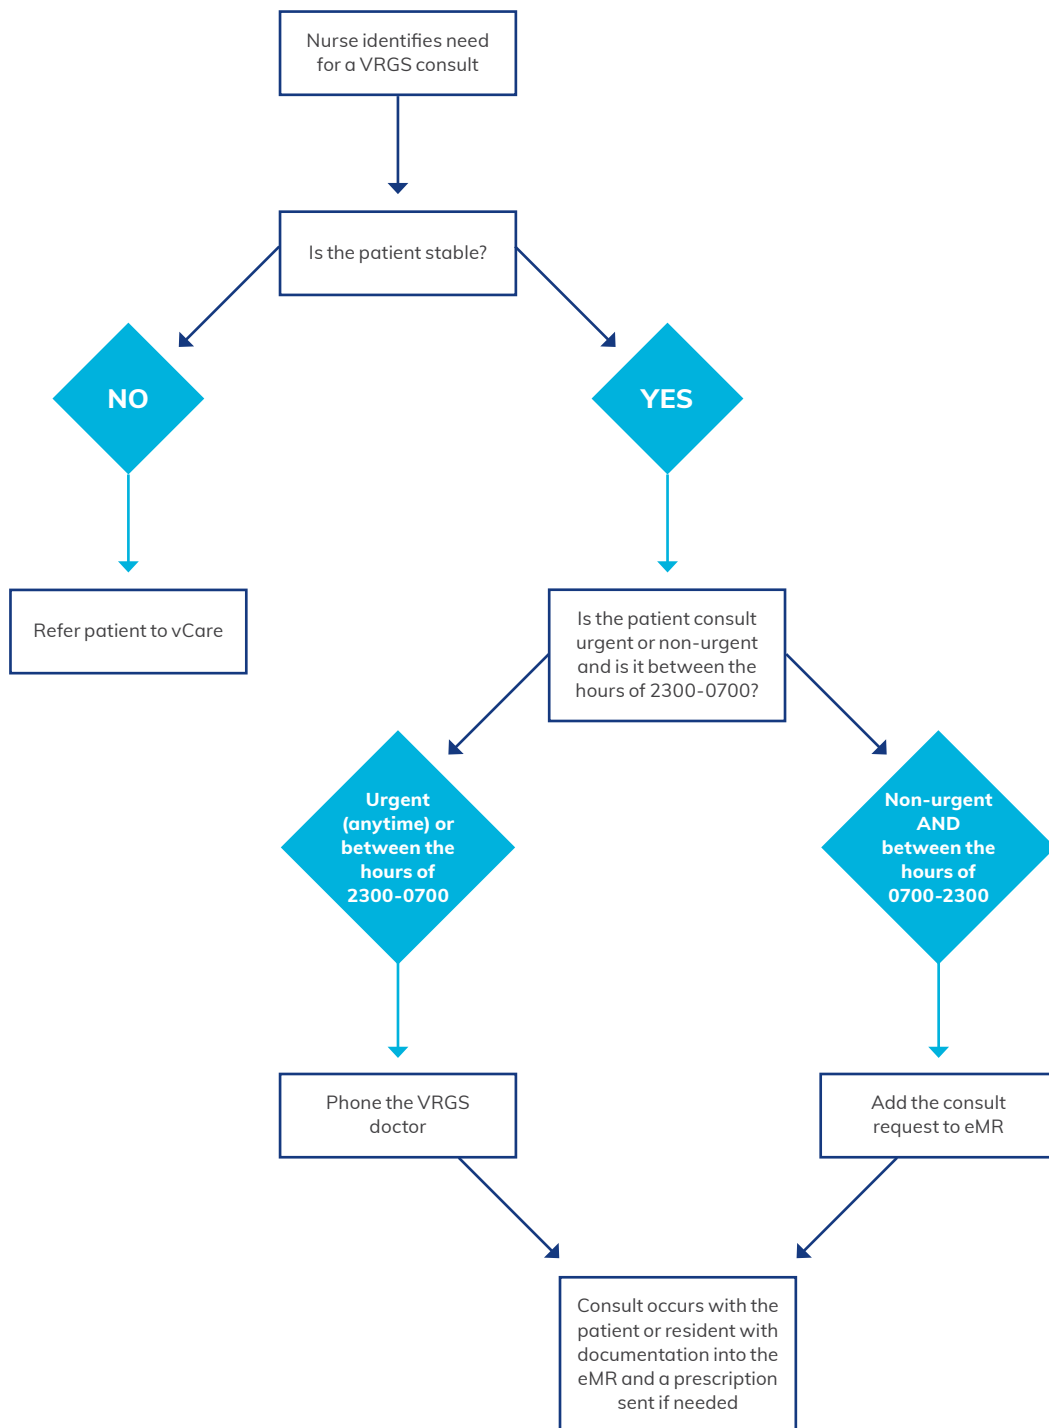 Nurse identifies need
for a VRGS consult
Is the patient stable?
NO
YES
Refer patient to vCare
Is the patient consult
urgent or non-urgent
and is it between the
hours of 2300-0700?
Urgent
(anytime) or
between the
hours of
2300-0700
Non-urgent
AND
between the
hours of
0700-2300
Phone the VRGS
doctor
Add the consult
request to eMR
Consult occurs with the
patient or resident with
documentation into the
eMR and a prescription
sent if needed